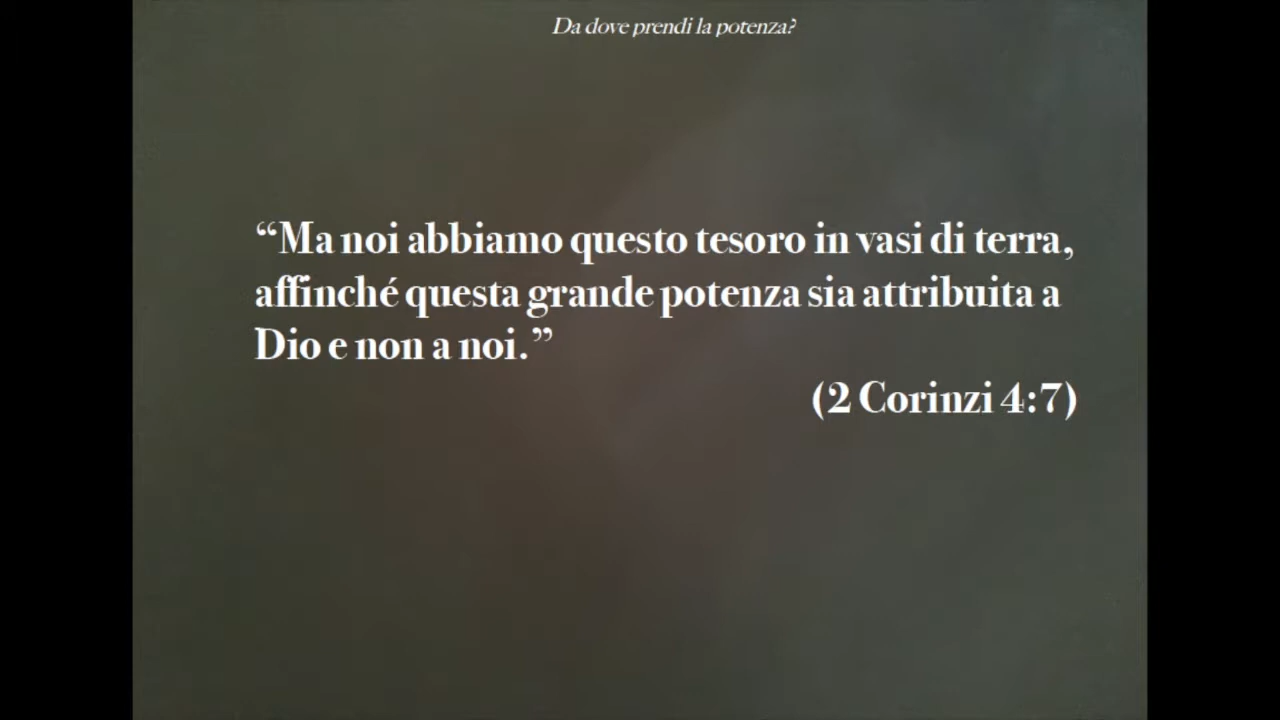 Da dove prendi la potenza?
“Ma noi abbiamo questo tesoro in vasi di terra,
affinché questa grande potenza sia attribuita a
Dio e non a noi.”
(2 Corinzi 4:7)